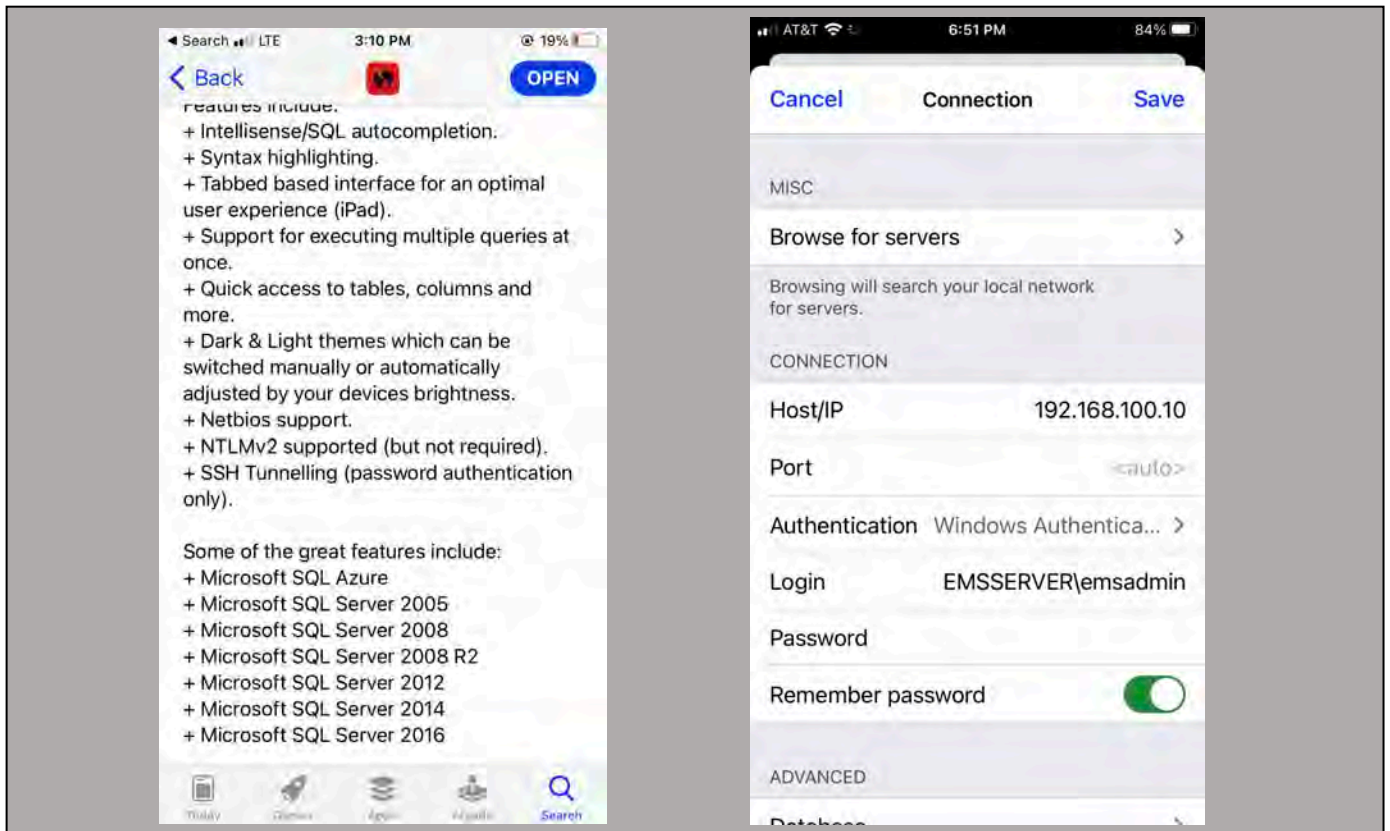 Search LTE 3:10 PM 19%
Back OPEN
Features include:
+ Intellisense/SQL autocompletion.
+ Syntax highlighting.
+ Tabbed based interface for an optimal
user experience (iPad).
+ Support for executing multiple queries at
once.
+ Quick access to tables, columns and
more.
+ Dark & Light themes which can be
switched manually or automatically
adjusted by your devices brightness.
+ Netbios support.
+ NTLMv2 supported (but not required).
+ SSH Tunnelling (password authentication
only).
Some of the great features include:
+ Microsoft SQL Azure
+ Microsoft SQL Server 2005
+ Microsoft SQL Server 2008
+ Microsoft SQL Server 2008 R2
+ Microsoft SQL Server 2012
+ Microsoft SQL Server 2014
+ Microsoft SQL Server 2016
Today Games Apps Arcade Search
AT&T 6:51 PM 84%
Cancel Connection Save
MISC
Browse for servers >
Browsing will search your local network
for servers.
CONNECTION
Host/IP 192.168.100.10
Port <auto>
Authentication Windows Authentica... >
Login EMSSERVER\emsadmin
Password
Remember password
ADVANCED
Database